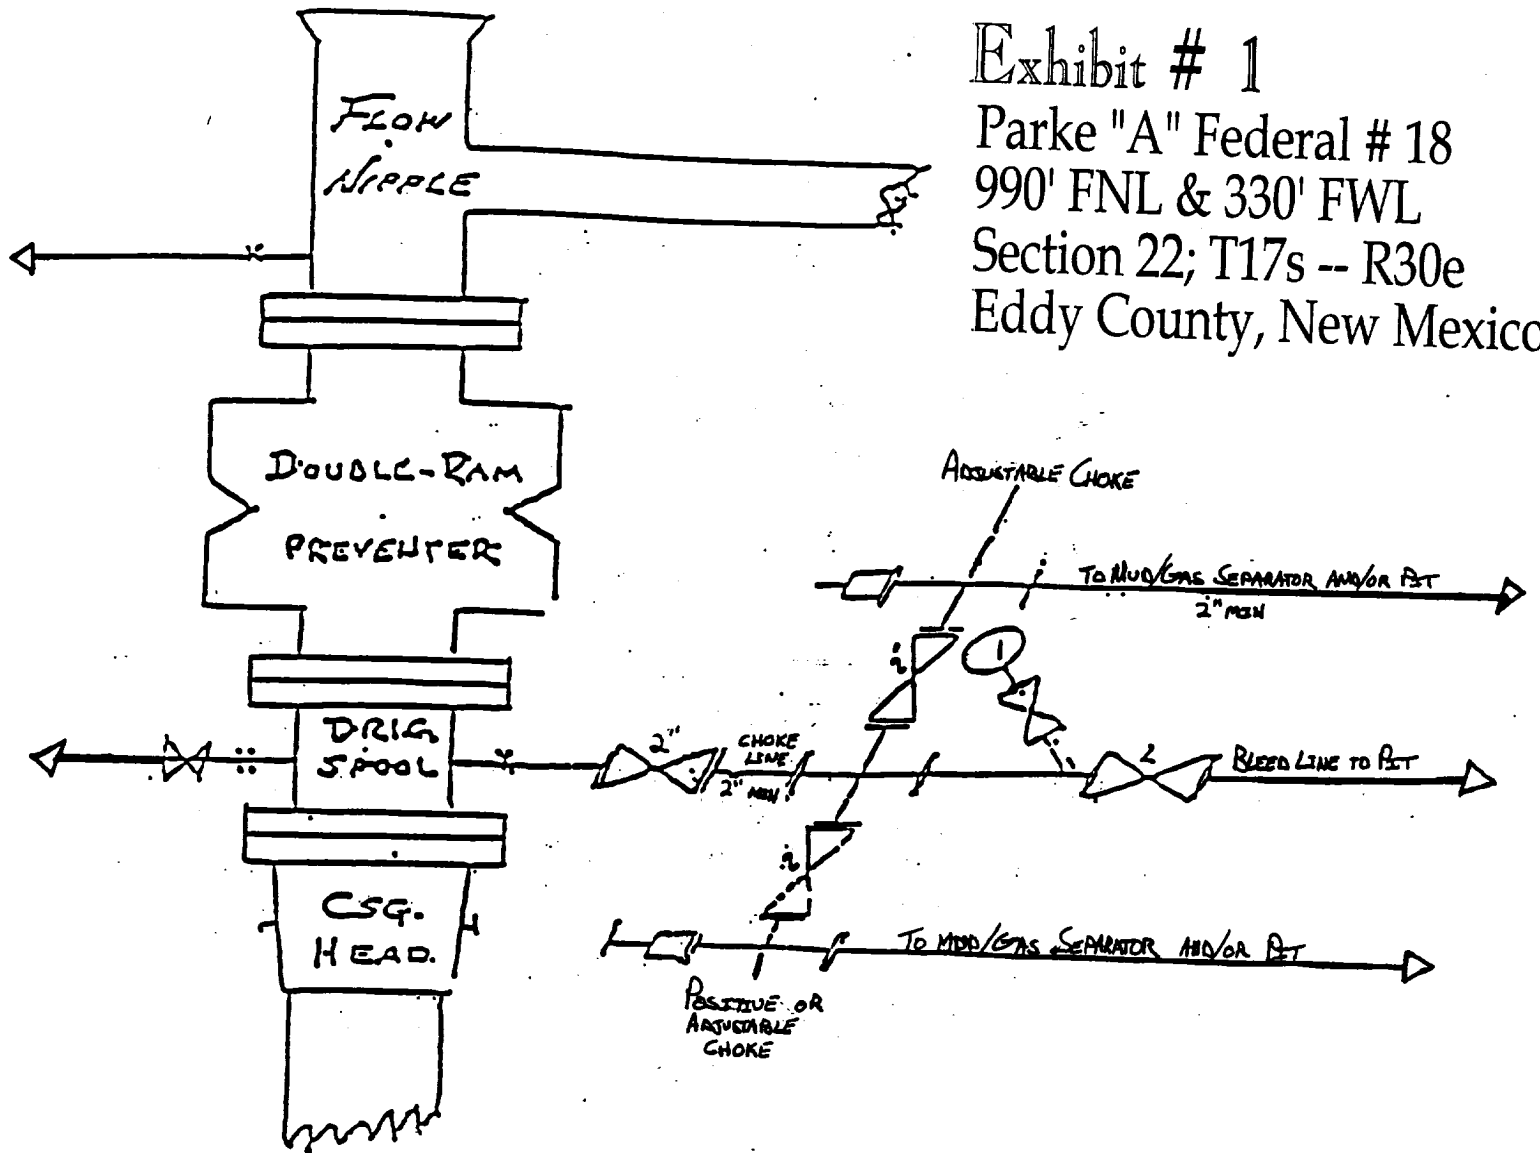 Exhibit # 1
Parke "A" Federal # 18
990' FNL & 330' FWL
Section 22; T17s -- R30e
Eddy County, New Mexico
FLOW
NIPPLE
DOUBLE-RAM
PREVENTER
ADJUSTABLE CHOKE
TO MUD/GAS SEPARATOR AND/OR PIT
2" MIN
2
1
DRLG
SPOOL
2"
CHOKE
LINE
2" MIN.
2
BLEED LINE TO PIT
2
CSG.
HEAD.
TO MUD/GAS SEPARATOR AND/OR PIT
POSITIVE OR
ADJUSTABLE
CHOKE